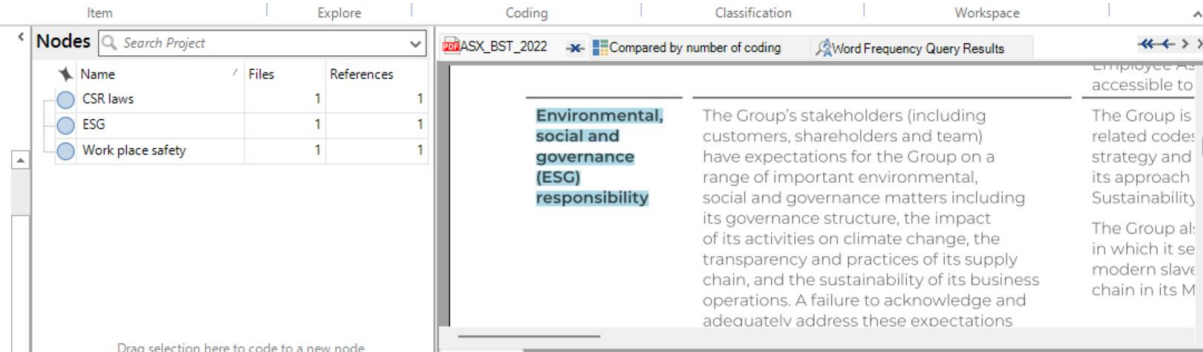 Item Explore Coding Classification Workspace
Nodes Search Project
Name Files References
CSR laws 1 1
ESG 1 1
Work place safety 1 1
Drag selection here to code to a new node
PDF ASX_BST_2022 Compared by number of coding Word Frequency Query Results
accessible to
Environmental,
social and
governance
(ESG)
responsibility
The Group's stakeholders (including
customers, shareholders and team)
have expectations for the Group on a
range of important environmental,
social and governance matters including
its governance structure, the impact
of its activities on climate change, the
transparency and practices of its supply
chain, and the sustainability of its business
operations. A failure to acknowledge and
adequately address these expectations
The Group is
related codes
strategy and
its approach
Sustainability
The Group als
in which it se
modern slave
chain in its M